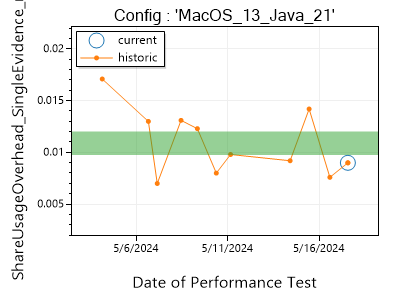 Config : 'MacOS_13_Java_21'
current
historic
0.02
0.015
0.01
0.005
ShareUsageOverhead_SingleEvidence_
5/6/2024
5/11/2024
5/16/2024
Date of Performance Test